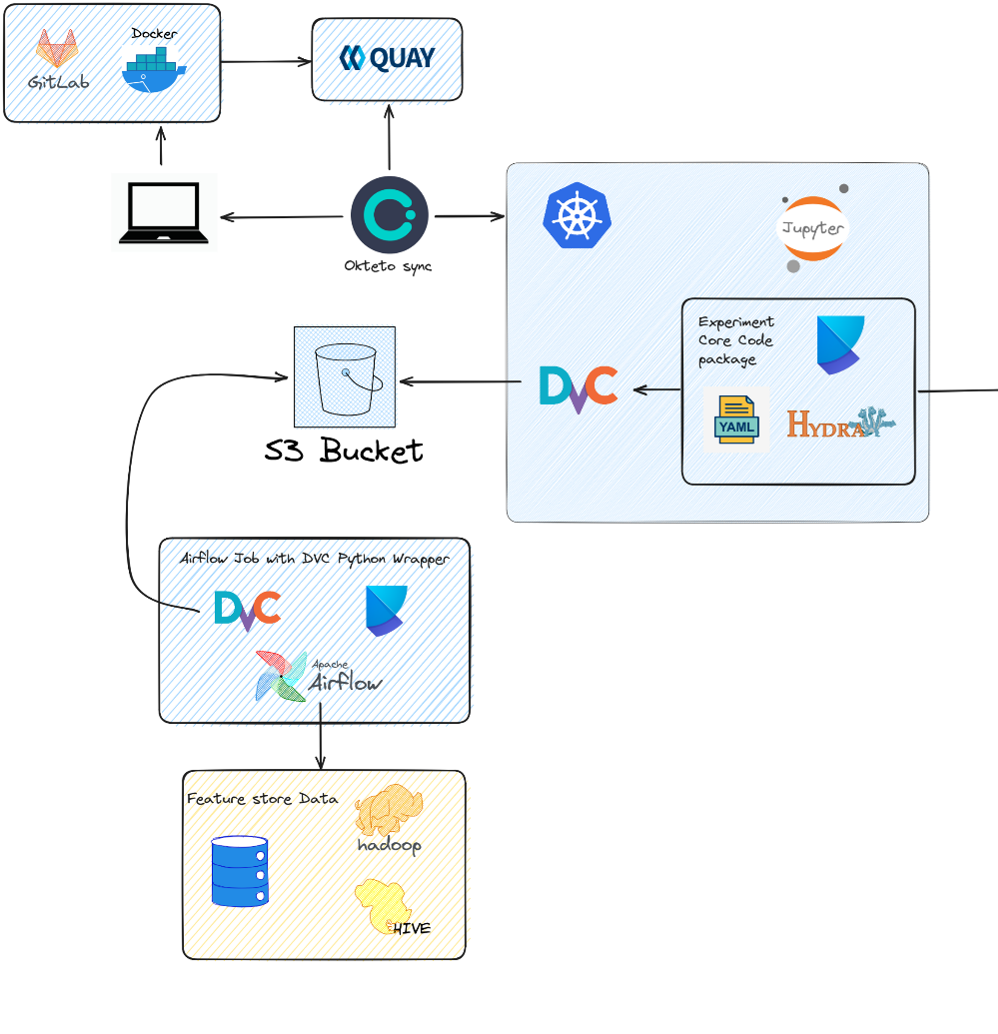 Docker
GitLab
QUAY
Okteto sync
Jupyter
Experiment
Core Code
package
DVC
YAML
HYDRA
S3 Bucket
Airflow Job with DVC Python Wrapper
DVC
Apache
Airflow
Feature store Data
hadoop
HIVE